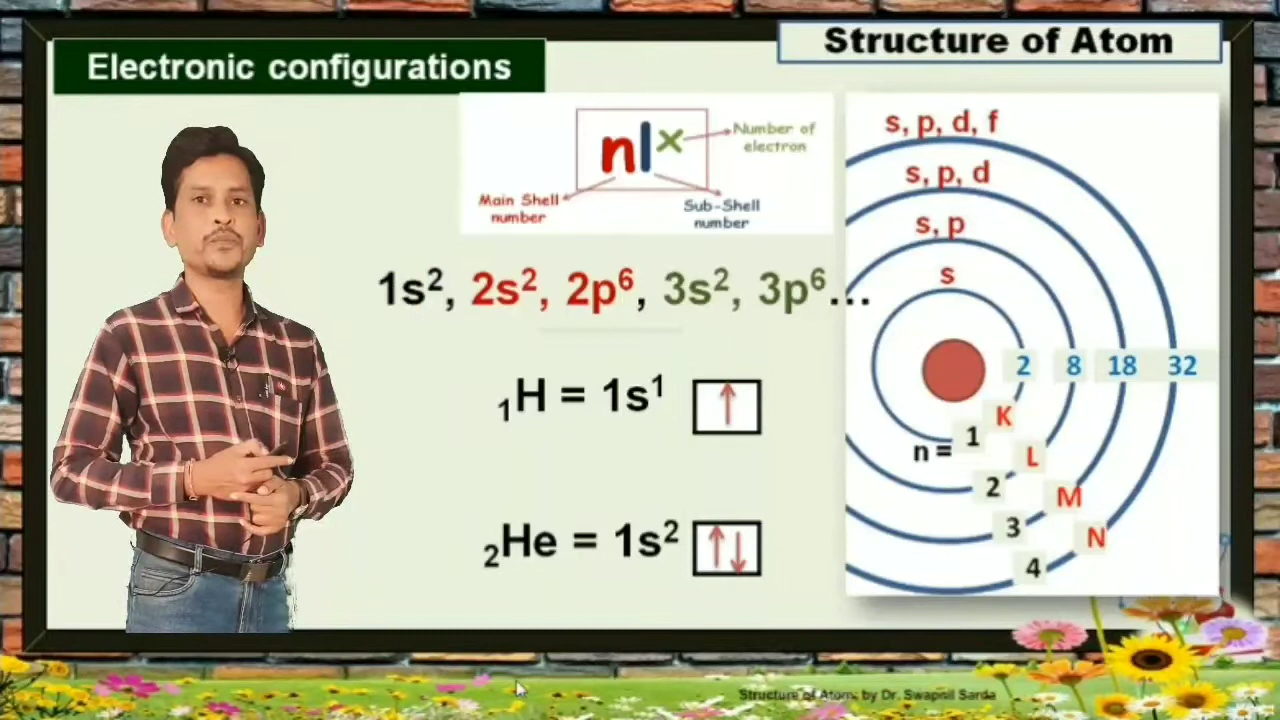 Structure of Atom
Electronic configurations
nlx
Number of
electron
Main Shell
number
Sub-Shell
number
1s², 2s², 2p⁶, 3s², 3p⁶...
₁H = 1s¹
₂He = 1s²
s, p, d, f
s, p, d
s, p
s
2 8 18 32
n = 1 K
2 L
3 M
4 N
Structure of Atom: by Dr. Swapnil Sarda